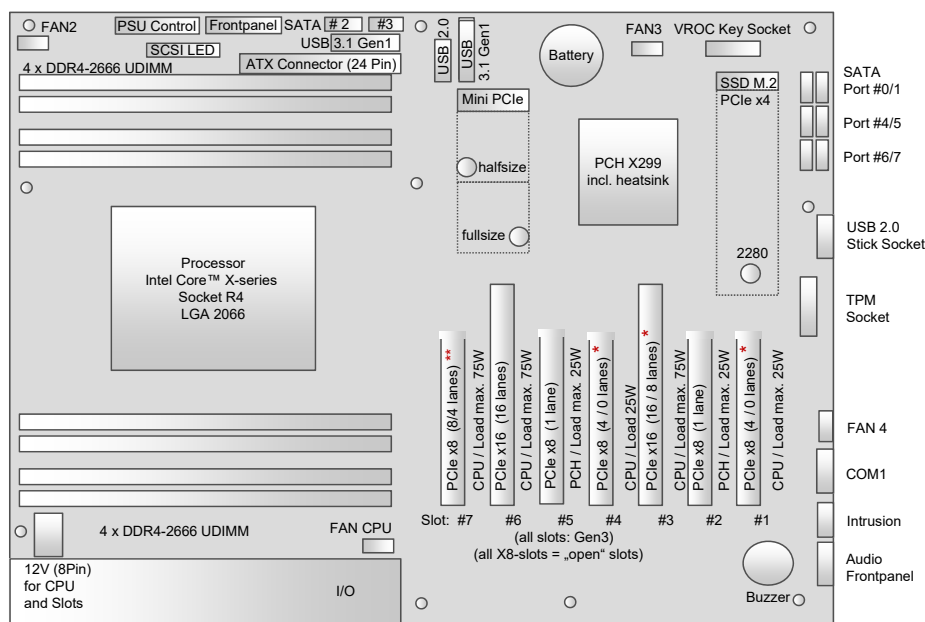 FAN2
PSU Control
Frontpanel
SATA
# 2
#3
SCSI LED
USB 3.1 Gen1
4 x DDR4-2666 UDIMM
ATX Connector (24 Pin)
USB 2.0
USB 3.1 Gen1
Battery
FAN3
VROC Key Socket
SSD M.2
PCIe x4
SATA
Port #0/1
Port #4/5
Port #6/7
Mini PCIe
halfsize
fullsize
PCH X299
incl. heatsink
2280
USB 2.0
Stick Socket
TPM
Socket
Processor
Intel Core™ X-series
Socket R4
LGA 2066
PCIe x8 (8/4 lanes) **
CPU / Load max. 75W
PCIe x16 (16 lanes)
CPU / Load max. 75W
PCIe x8 (1 lane)
PCH / Load max. 25W
PCIe x8 (4 / 0 lanes) *
CPU / Load 25W
PCIe x16 (16 / 8 lanes) *
CPU / Load max. 75W
PCIe x8 (1 lane)
PCH / Load max. 25W
PCIe x8 (4 / 0 lanes) *
CPU / Load max. 25W
FAN 4
COM1
Intrusion
Audio
Frontpanel
Slot: #7 #6 #5 #4 #3 #2 #1
(all slots: Gen3)
(all X8-slots = „open“ slots)
4 x DDR4-2666 UDIMM
FAN CPU
12V (8Pin)
for CPU
and Slots
I/O
Buzzer